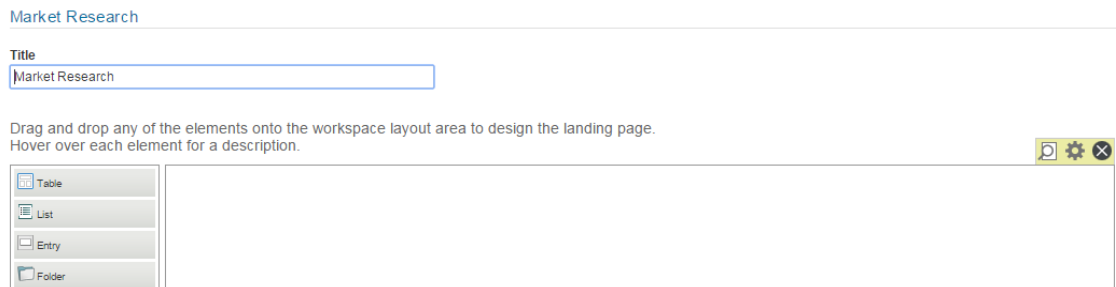 Market Research
Title
Market Research
Drag and drop any of the elements onto the workspace layout area to design the landing page.
Hover over each element for a description.
Table
List
Entry
Folder